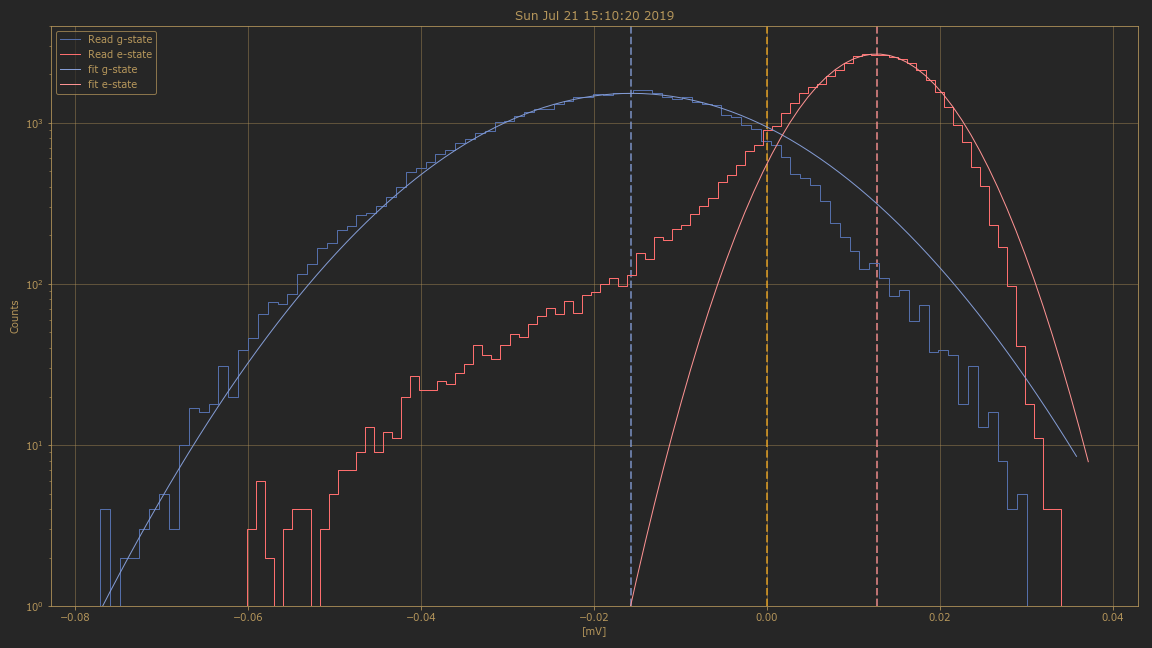 Sun Jul 21 15:10:20 2019
Read g-state
Read e-state
fit g-state
fit e-state
Counts
10³
10²
10¹
10⁰
−0.08
−0.06
−0.04
−0.02
0.00
0.02
0.04
[mV]